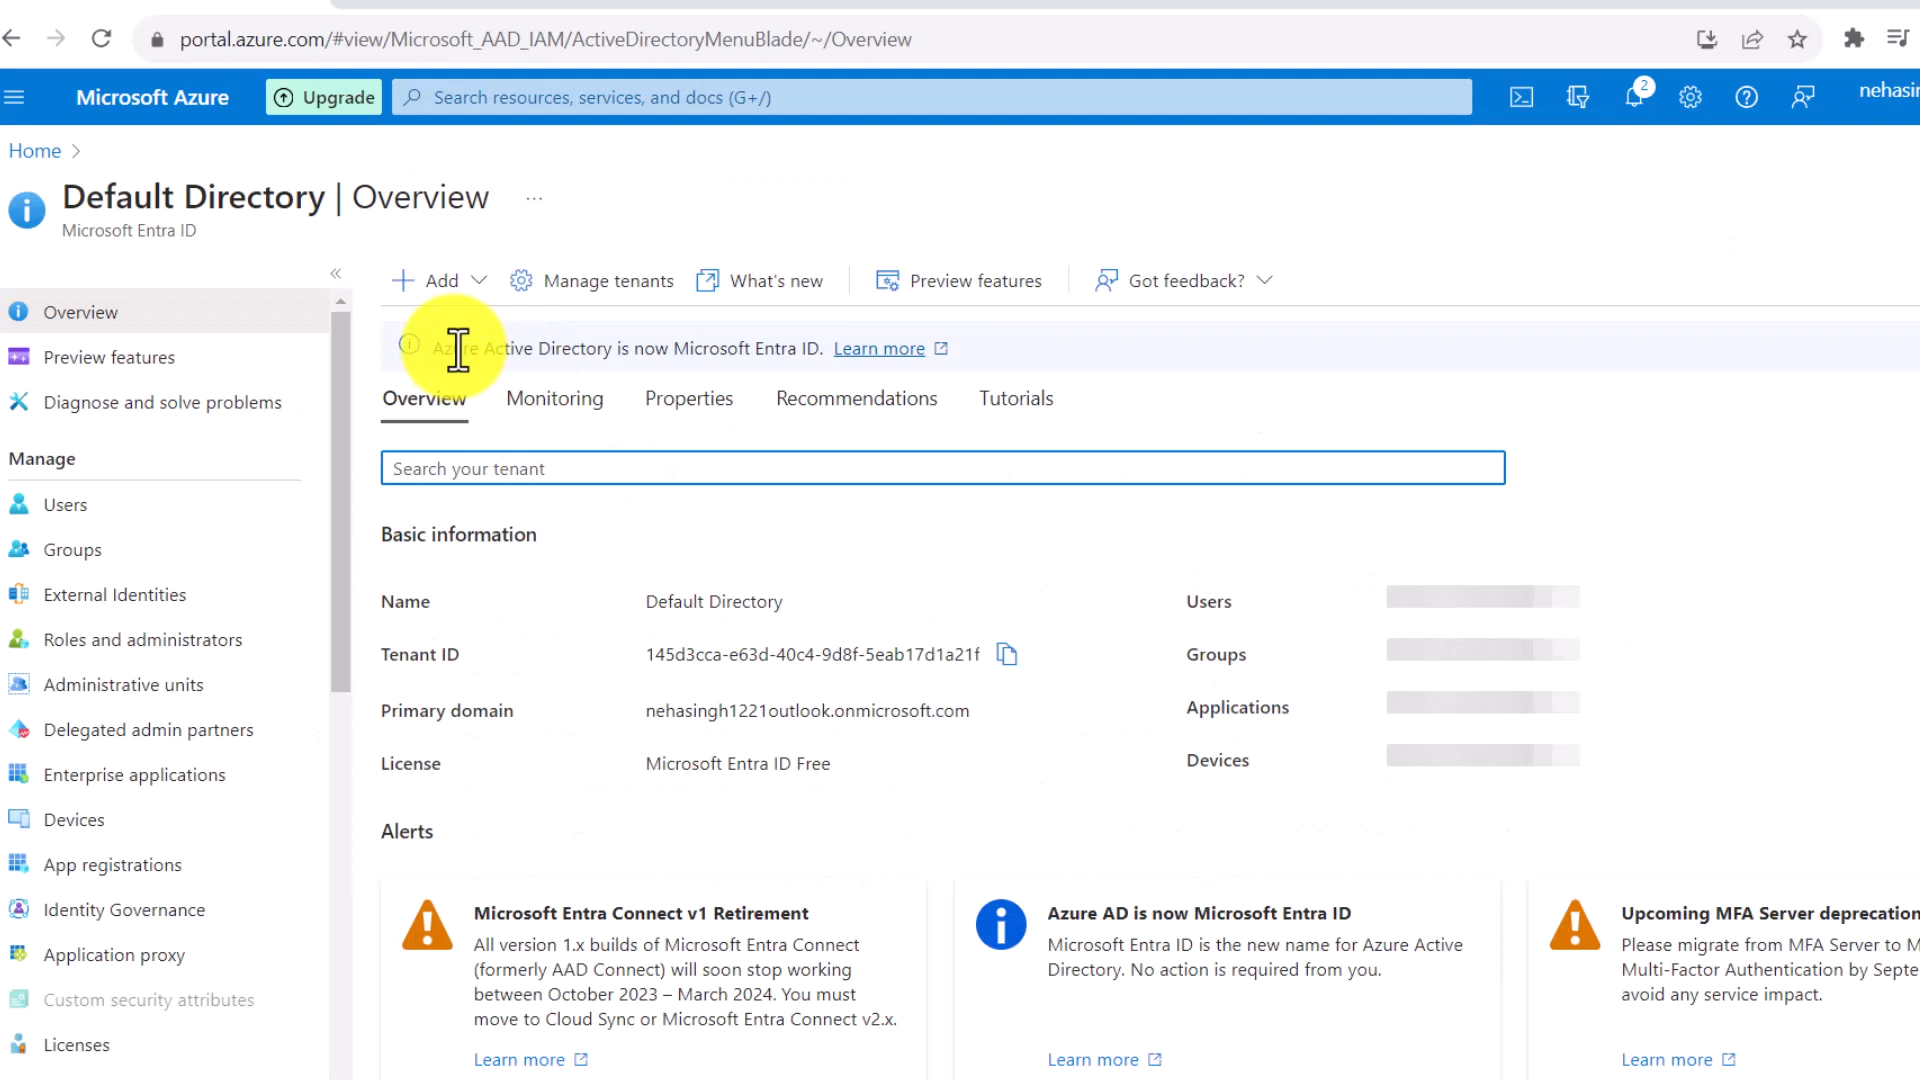 portal.azure.com/#view/Microsoft_AAD_IAM/ActiveDirectoryMenuBlade/~/Overview
Microsoft Azure
Upgrade
Search resources, services, and docs (G+/)
2
nehasin
Home
Default Directory | Overview
...
Microsoft Entra ID
Add
Manage tenants
What's new
Preview features
Got feedback?
Overview
Preview features
Diagnose and solve problems
Manage
Users
Groups
External Identities
Roles and administrators
Administrative units
Delegated admin partners
Enterprise applications
Devices
App registrations
Identity Governance
Application proxy
Custom security attributes
Licenses
Azure Active Directory is now Microsoft Entra ID. Learn more
Overview
Monitoring
Properties
Recommendations
Tutorials
Search your tenant
Basic information
Name
Default Directory
Users
Tenant ID
145d3cca-e63d-40c4-9d8f-5eab17d1a21f
Groups
Primary domain
nehasingh1221outlook.onmicrosoft.com
Applications
License
Microsoft Entra ID Free
Devices
Alerts
Microsoft Entra Connect v1 Retirement
All version 1.x builds of Microsoft Entra Connect
(formerly AAD Connect) will soon stop working
between October 2023 – March 2024. You must
move to Cloud Sync or Microsoft Entra Connect v2.x.
Learn more
Azure AD is now Microsoft Entra ID
Microsoft Entra ID is the new name for Azure Active
Directory. No action is required from you.
Learn more
Upcoming MFA Server deprecation
Please migrate from MFA Server to M
Multi-Factor Authentication by Septe
avoid any service impact.
Learn more